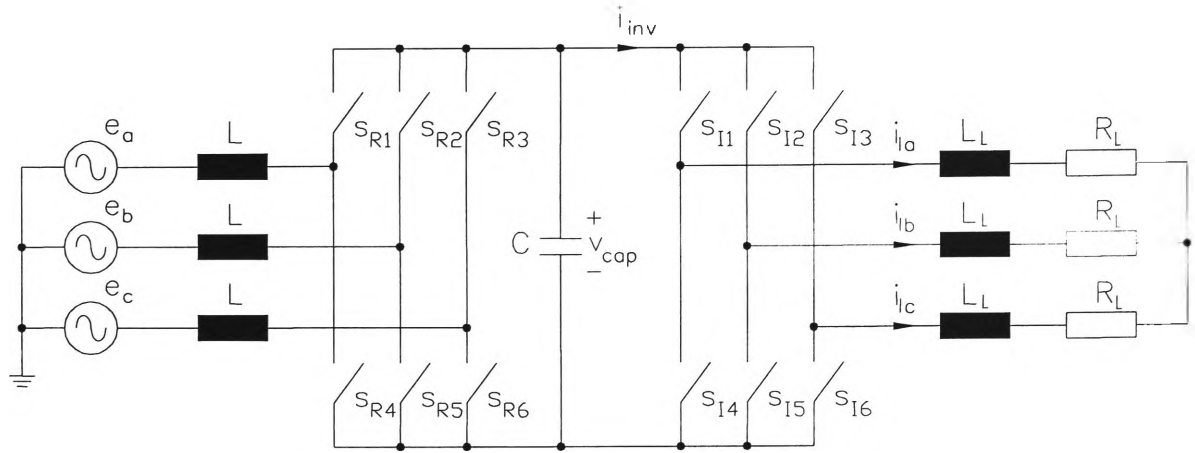 i_inv
e_a L S_R1 S_R2 S_R3 S_I1 S_I2 S_I3 i_la L_L R_L
e_b L C + v_cap − i_lb L_L R_L
e_c L i_lc L_L R_L
S_R4 S_R5 S_R6 S_I4 S_I5 S_I6